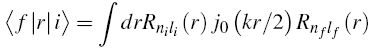 ⟨f|r|i⟩ = ∫ dr R_{n_i l_i} (r) j_0 (kr/2) R_{n_f l_f} (r)